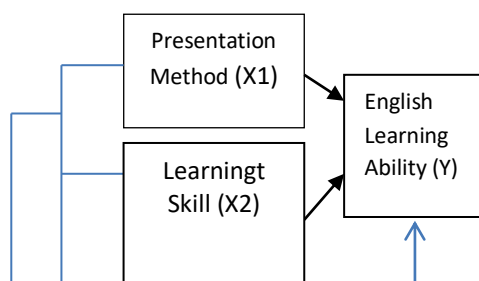 Presentation
Method (X1)
English
Learning
Ability (Y)
Learningt
Skill (X2)